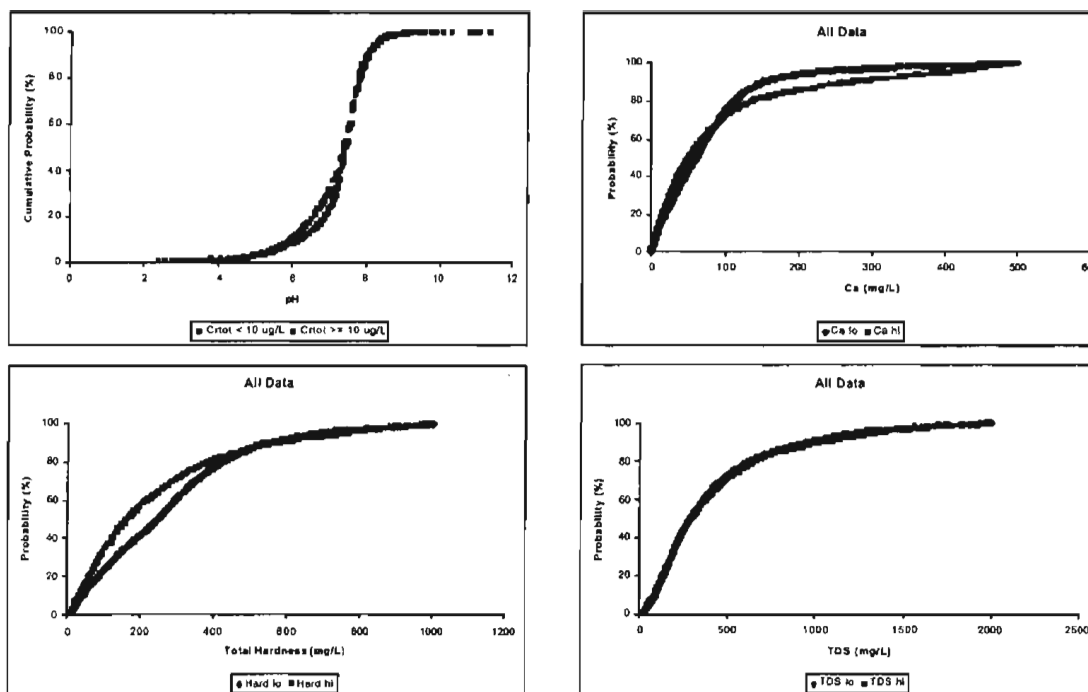 100
80
60
40
20
0
Cumulative Probability (%)
0 2 4 6 8 10 12
pH
Crtot < 10 ug/L Crtot >= 10 ug/L
All Data
100
80
60
40
20
0
Probability (%)
0 100 200 300 400 500
Ca (mg/L)
Ca lo Ca hi
All Data
100
80
60
40
20
0
Probability (%)
0 200 400 600 800 1000 1200
Total Hardness (mg/L)
Hard lo Hard hi
All Data
100
80
60
40
20
0
Probability (%)
0 500 1000 1500 2000 2500
TDS (mg/L)
TDS lo TDS hi